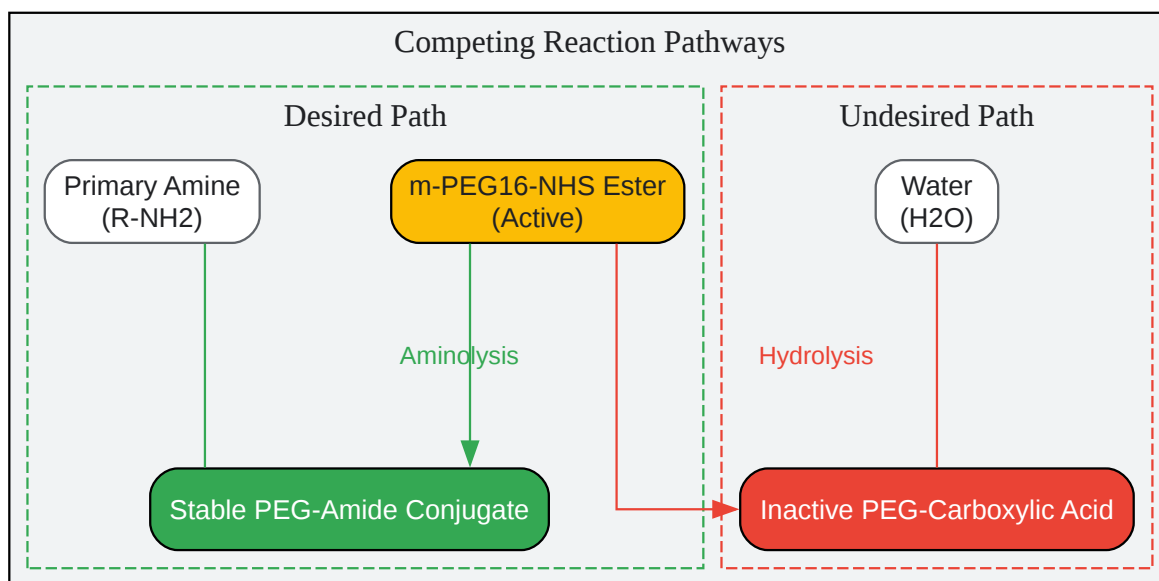 Competing Reaction Pathways
Desired Path
Undesired Path
Primary Amine
(R-NH2)
m-PEG16-NHS Ester
(Active)
Water
(H2O)
Aminolysis
Hydrolysis
Stable PEG-Amide Conjugate
Inactive PEG-Carboxylic Acid